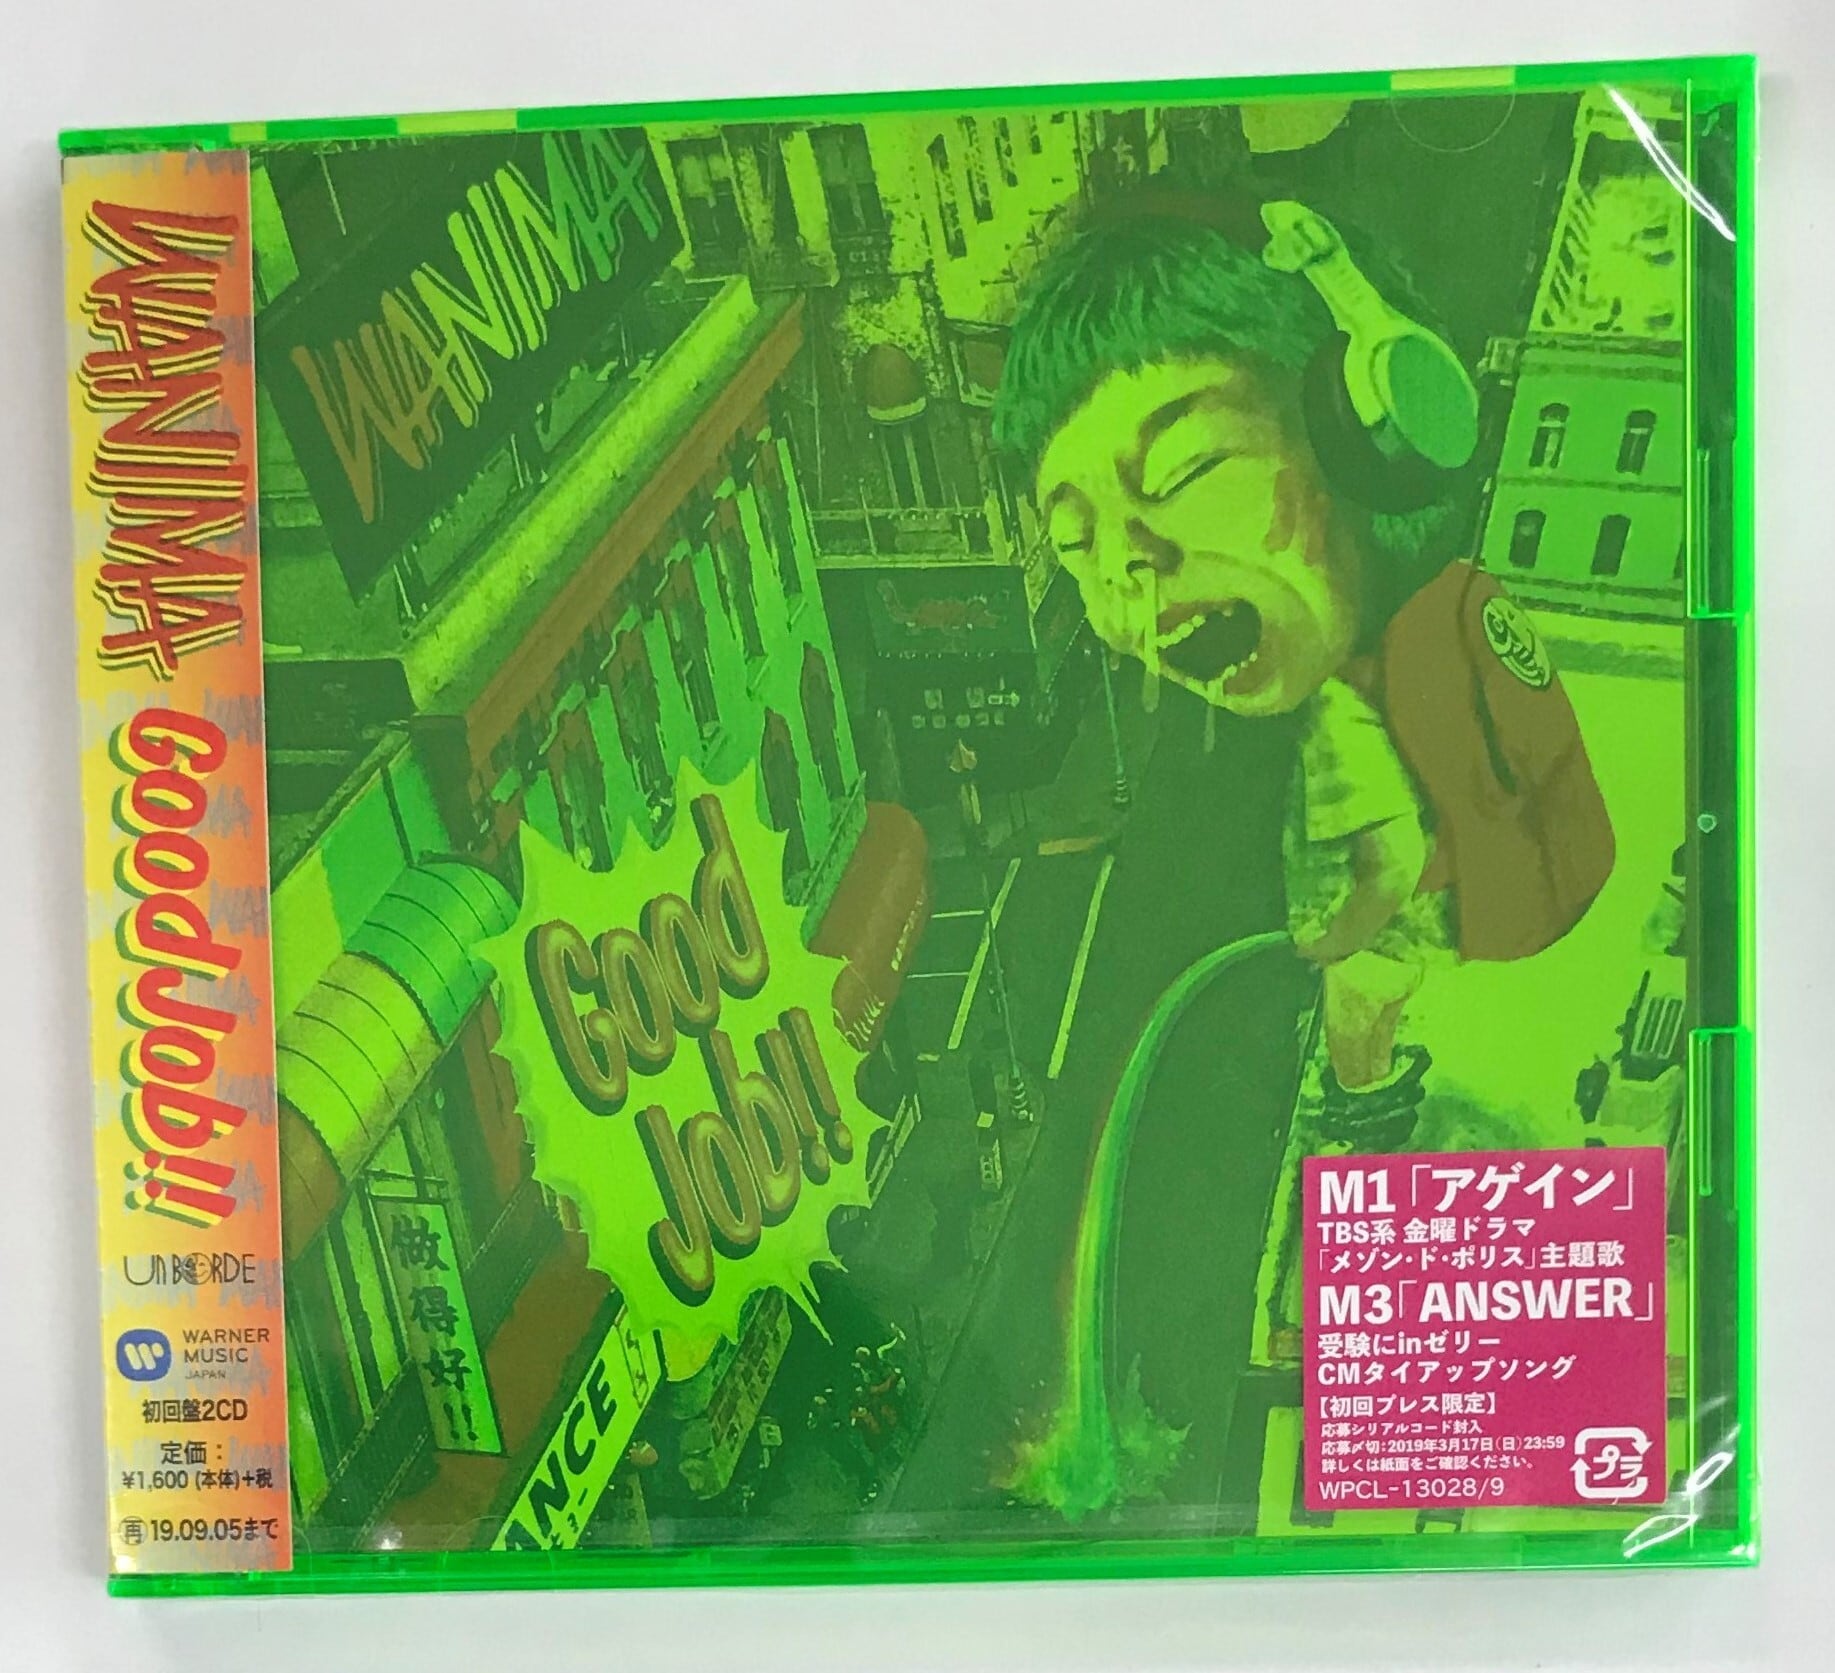 WANIMA
Good Job!!
unBORDE
WARNER
MUSIC
JAPAN
初回盤2CD
定価:
¥1,600(本体)+税
再19.09.05まで
WANIMA
Good
Job!!
做得好!!
ANCE
M1「アゲイン」
TBS系 金曜ドラマ
「メゾン・ド・ポリス」主題歌
M3「ANSWER」
受験にinゼリー
CMタイアップソング
【初回プレス限定】
応募シリアルコード封入
応募〆切:2019年3月17日(日)23:59
詳しくは紙面をご確認ください。
WPCL-13028/9
プラ